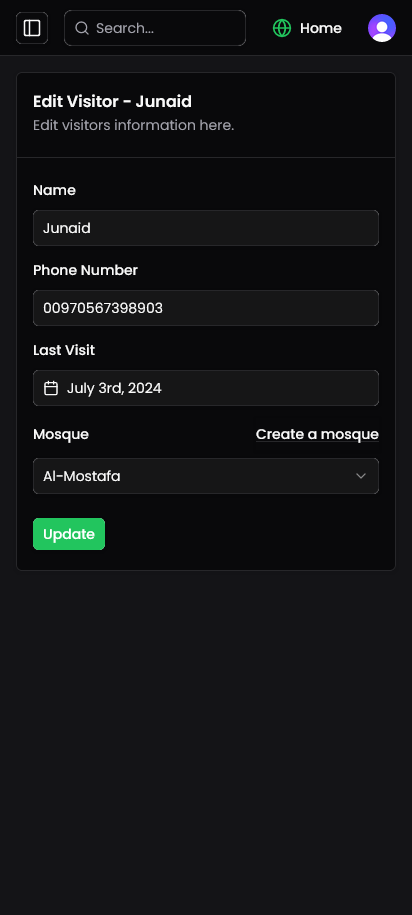 Search...
Home
Edit Visitor - Junaid
Edit visitors information here.
Name
Junaid
Phone Number
00970567398903
Last Visit
July 3rd, 2024
Mosque
Create a mosque
Al-Mostafa
Update